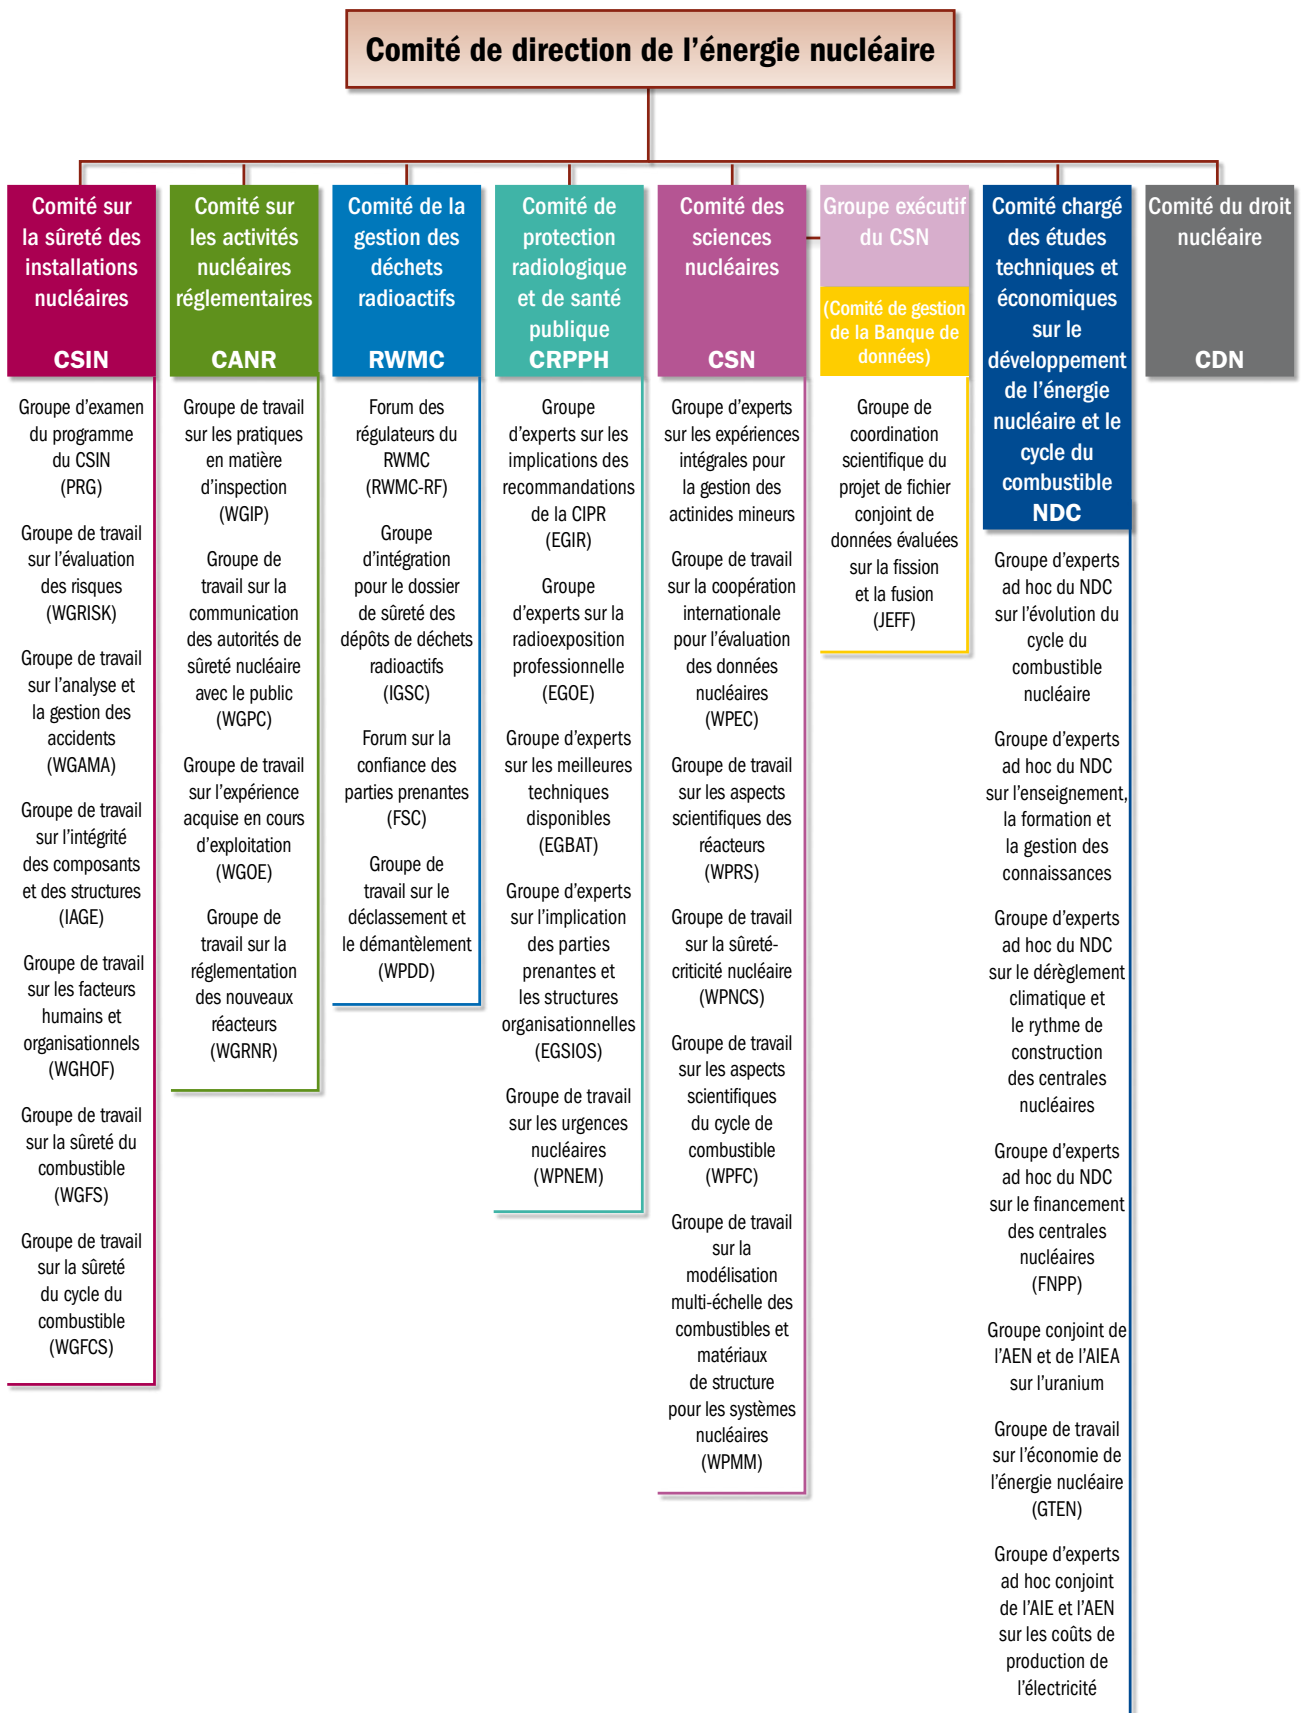 Comité de direction de l’énergie nucléaire
Comité sur
la sûreté des
installations
nucléaires
CSIN
Groupe d’examen
du programme
du CSIN
(PRG)
Groupe de travail
sur l’évaluation
des risques
(WGRISK)
Groupe de travail
sur l’analyse et
la gestion des
accidents
(WGAMA)
Groupe de travail
sur l’intégrité
des composants
et des structures
(IAGE)
Groupe de travail
sur les facteurs
humains et
organisationnels
(WGHOF)
Groupe de travail
sur la sûreté du
combustible
(WGFS)
Groupe de travail
sur la sûreté
du cycle du
combustible
(WGFCS)
Comité sur
les activités
nucléaires
réglementaires
CANR
Groupe de travail
sur les pratiques
en matière
d’inspection
(WGIP)
Groupe de
travail sur la
communication
des autorités de
sûreté nucléaire
avec le public
(WGPC)
Groupe de travail
sur l’expérience
acquise en cours
d’exploitation
(WGOE)
Groupe de
travail sur la
réglementation
des nouveaux
réacteurs
(WGRNR)
Comité de la
gestion des
déchets
radioactifs
RWMC
Forum des
régulateurs du
RWMC
(RWMC-RF)
Groupe
d’intégration
pour le dossier
de sûreté des
dépôts de déchets
radioactifs
(IGSC)
Forum sur la
confiance des
parties prenantes
(FSC)
Groupe de
travail sur le
déclassement et
le démantèlement
(WPDD)
Comité de
protection
radiologique
et de santé
publique
CRPPH
Groupe
d’experts sur les
implications des
recommandations
de la CIPR
(EGIR)
Groupe
d’experts sur la
radioexposition
professionnelle
(EGOE)
Groupe d’experts
sur les meilleures
techniques
disponibles
(EGBAT)
Groupe d’experts
sur l’implication
des parties
prenantes et
les structures
organisationnelles
(EGSIOS)
Groupe de travail
sur les urgences
nucléaires
(WPNEM)
Comité des
sciences
nucléaires
CSN
Groupe d’experts
sur les expériences
intégrales pour
la gestion des
actinides mineurs
Groupe de travail
sur la coopération
internationale
pour l’évaluation
des données
nucléaires
(WPEC)
Groupe de travail
sur les aspects
scientifiques des
réacteurs
(WPRS)
Groupe de travail
sur la sûreté-
criticité nucléaire
(WPNCS)
Groupe de travail
sur les aspects
scientifiques
du cycle de
combustible
(WPFC)
Groupe de travail
sur la
modélisation
multi-échelle des
combustibles et
matériaux
de structure
pour les systèmes
nucléaires
(WPMM)
Groupe exécutif
du CSN
(Comité de gestion
de la Banque de
données)
Groupe de
coordination
scientifique du
projet de fichier
conjoint de
données évaluées
sur la fission
et la fusion
(JEFF)
Comité chargé
des études
techniques et
économiques
sur le
développement
de l’énergie
nucléaire et le
cycle du
combustible
NDC
Groupe d’experts
ad hoc du NDC
sur l’évolution du
cycle du
combustible
nucléaire
Groupe d’experts
ad hoc du NDC
sur l’enseignement,
la formation et
la gestion des
connaissances
Groupe d’experts
ad hoc du NDC
sur le dérèglement
climatique et
le rythme de
construction
des centrales
nucléaires
Groupe d’experts
ad hoc du NDC
sur le financement
des centrales
nucléaires
(FNPP)
Groupe conjoint de
l’AEN et de l’AIEA
sur l’uranium
Groupe de travail
sur l’économie de
l’énergie nucléaire
(GTEN)
Groupe d’experts
ad hoc conjoint
de l’AIE et l’AEN
sur les coûts de
production de
l’électricité
Comité du droit
nucléaire
CDN